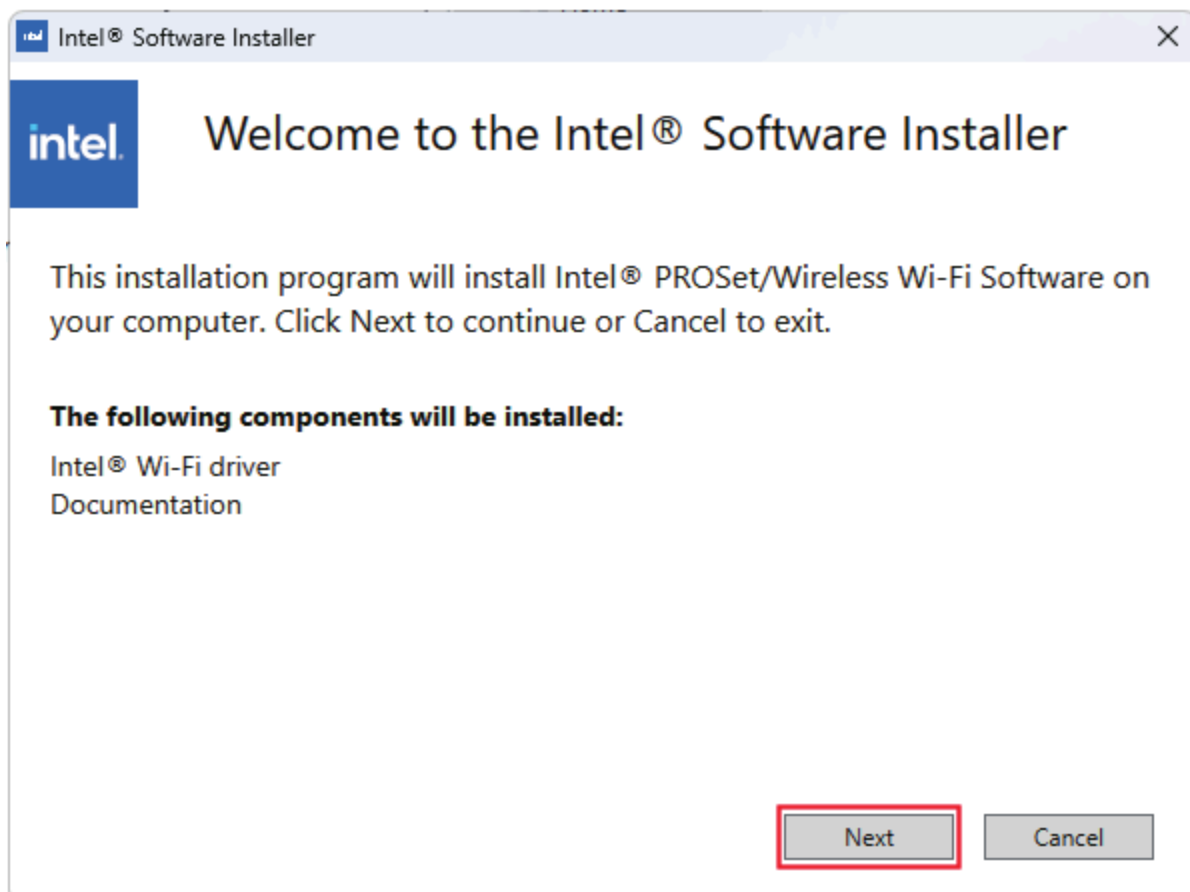 intel
Intel® Software Installer
intel.
Welcome to the Intel® Software Installer
This installation program will install Intel® PROSet/Wireless Wi-Fi Software on
your computer. Click Next to continue or Cancel to exit.
The following components will be installed:
Intel® Wi-Fi driver
Documentation
Next
Cancel